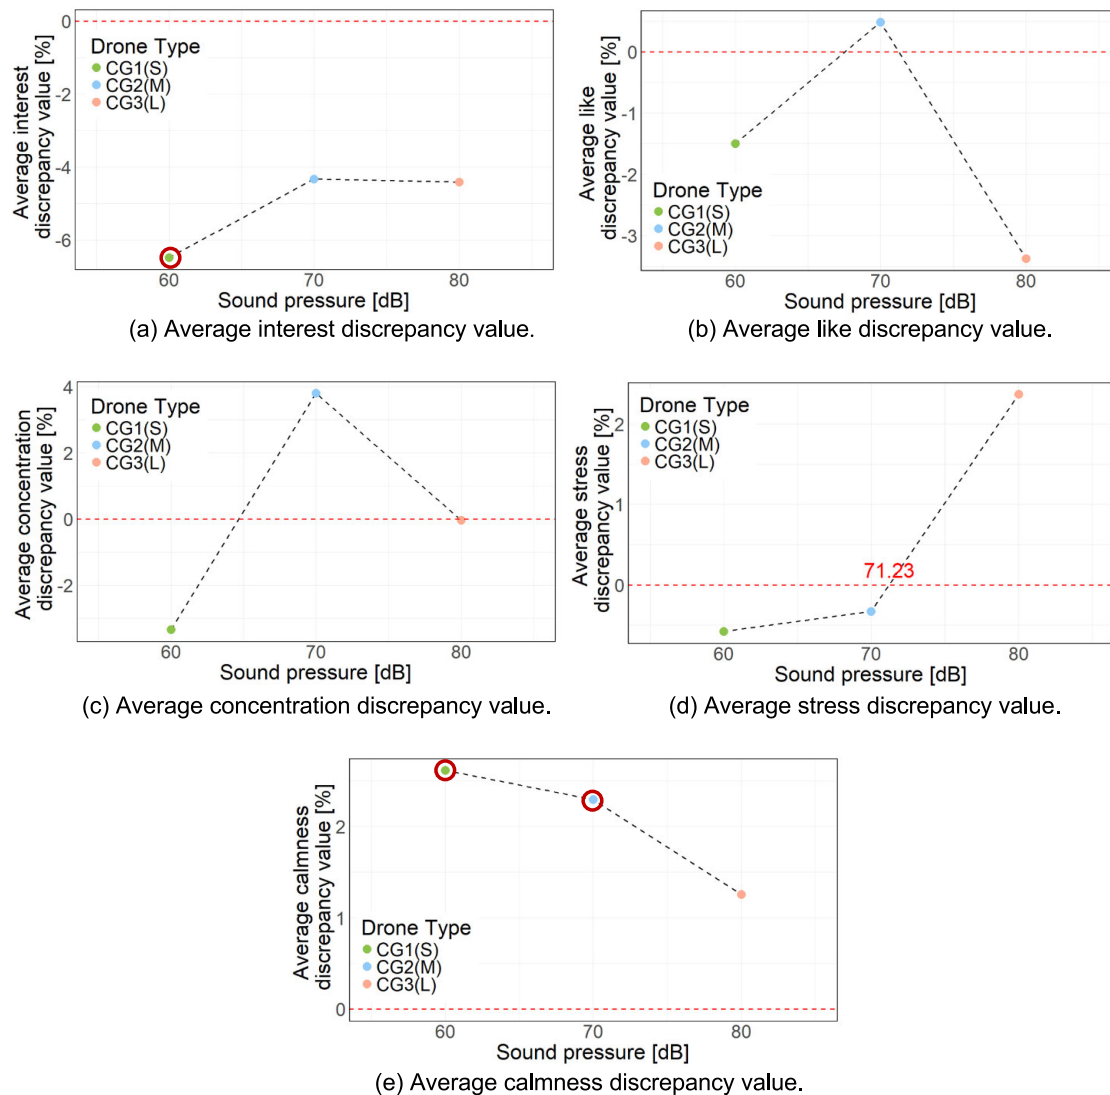 Average interest
discrepancy value [%]
0
-2
-4
-6
Drone Type
CG1(S)
CG2(M)
CG3(L)
60
70
80
Sound pressure [dB]
(a) Average interest discrepancy value.
Average like
discrepancy value [%]
0
-1
-2
-3
Drone Type
CG1(S)
CG2(M)
CG3(L)
60
70
80
Sound pressure [dB]
(b) Average like discrepancy value.
Average concentration
discrepancy value [%]
4
2
0
-2
Drone Type
CG1(S)
CG2(M)
CG3(L)
60
70
80
Sound pressure [dB]
(c) Average concentration discrepancy value.
Average stress
discrepancy value [%]
2
1
0
Drone Type
CG1(S)
CG2(M)
CG3(L)
71.23
60
70
80
Sound pressure [dB]
(d) Average stress discrepancy value.
Average calmness
discrepancy value [%]
2
1
0
Drone Type
CG1(S)
CG2(M)
CG3(L)
60
70
80
Sound pressure [dB]
(e) Average calmness discrepancy value.